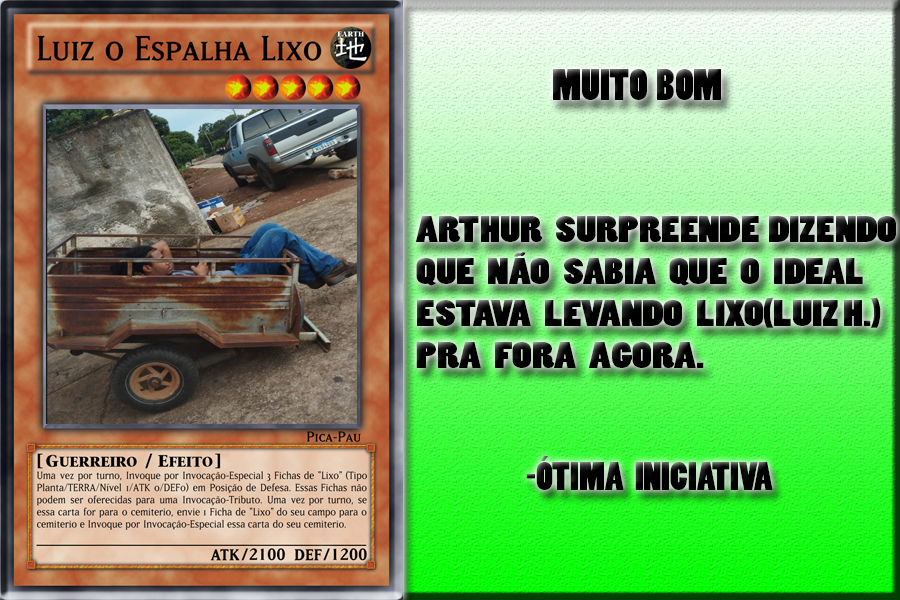 Luiz o Espalha Lixo
EARTH
地
Pica-Pau
[Guerreiro / Efeito]
Uma vez por turno, Invoque por Invocação-Especial 3 Fichas de "Lixo" (Tipo
Planta/TERRA/Nível 1/ATK 0/DEF0) em Posição de Defesa. Essas Fichas não
podem ser oferecidas para uma Invocação-Tributo. Uma vez por turno, se
essa carta for para o cemiterio, envie 1 Ficha de "Lixo" do seu campo para o
cemiterio e Invoque por Invocação-Especial essa carta do seu cemiterio.
ATK/2100 DEF/1200
MUITO BOM
ARTHUR SURPREENDE DIZENDO
QUE NÃO SABIA QUE O IDEAL
ESTAVA LEVANDO LIXO(LUIZ H.)
PRA FORA AGORA.
-ÓTIMA INICIATIVA